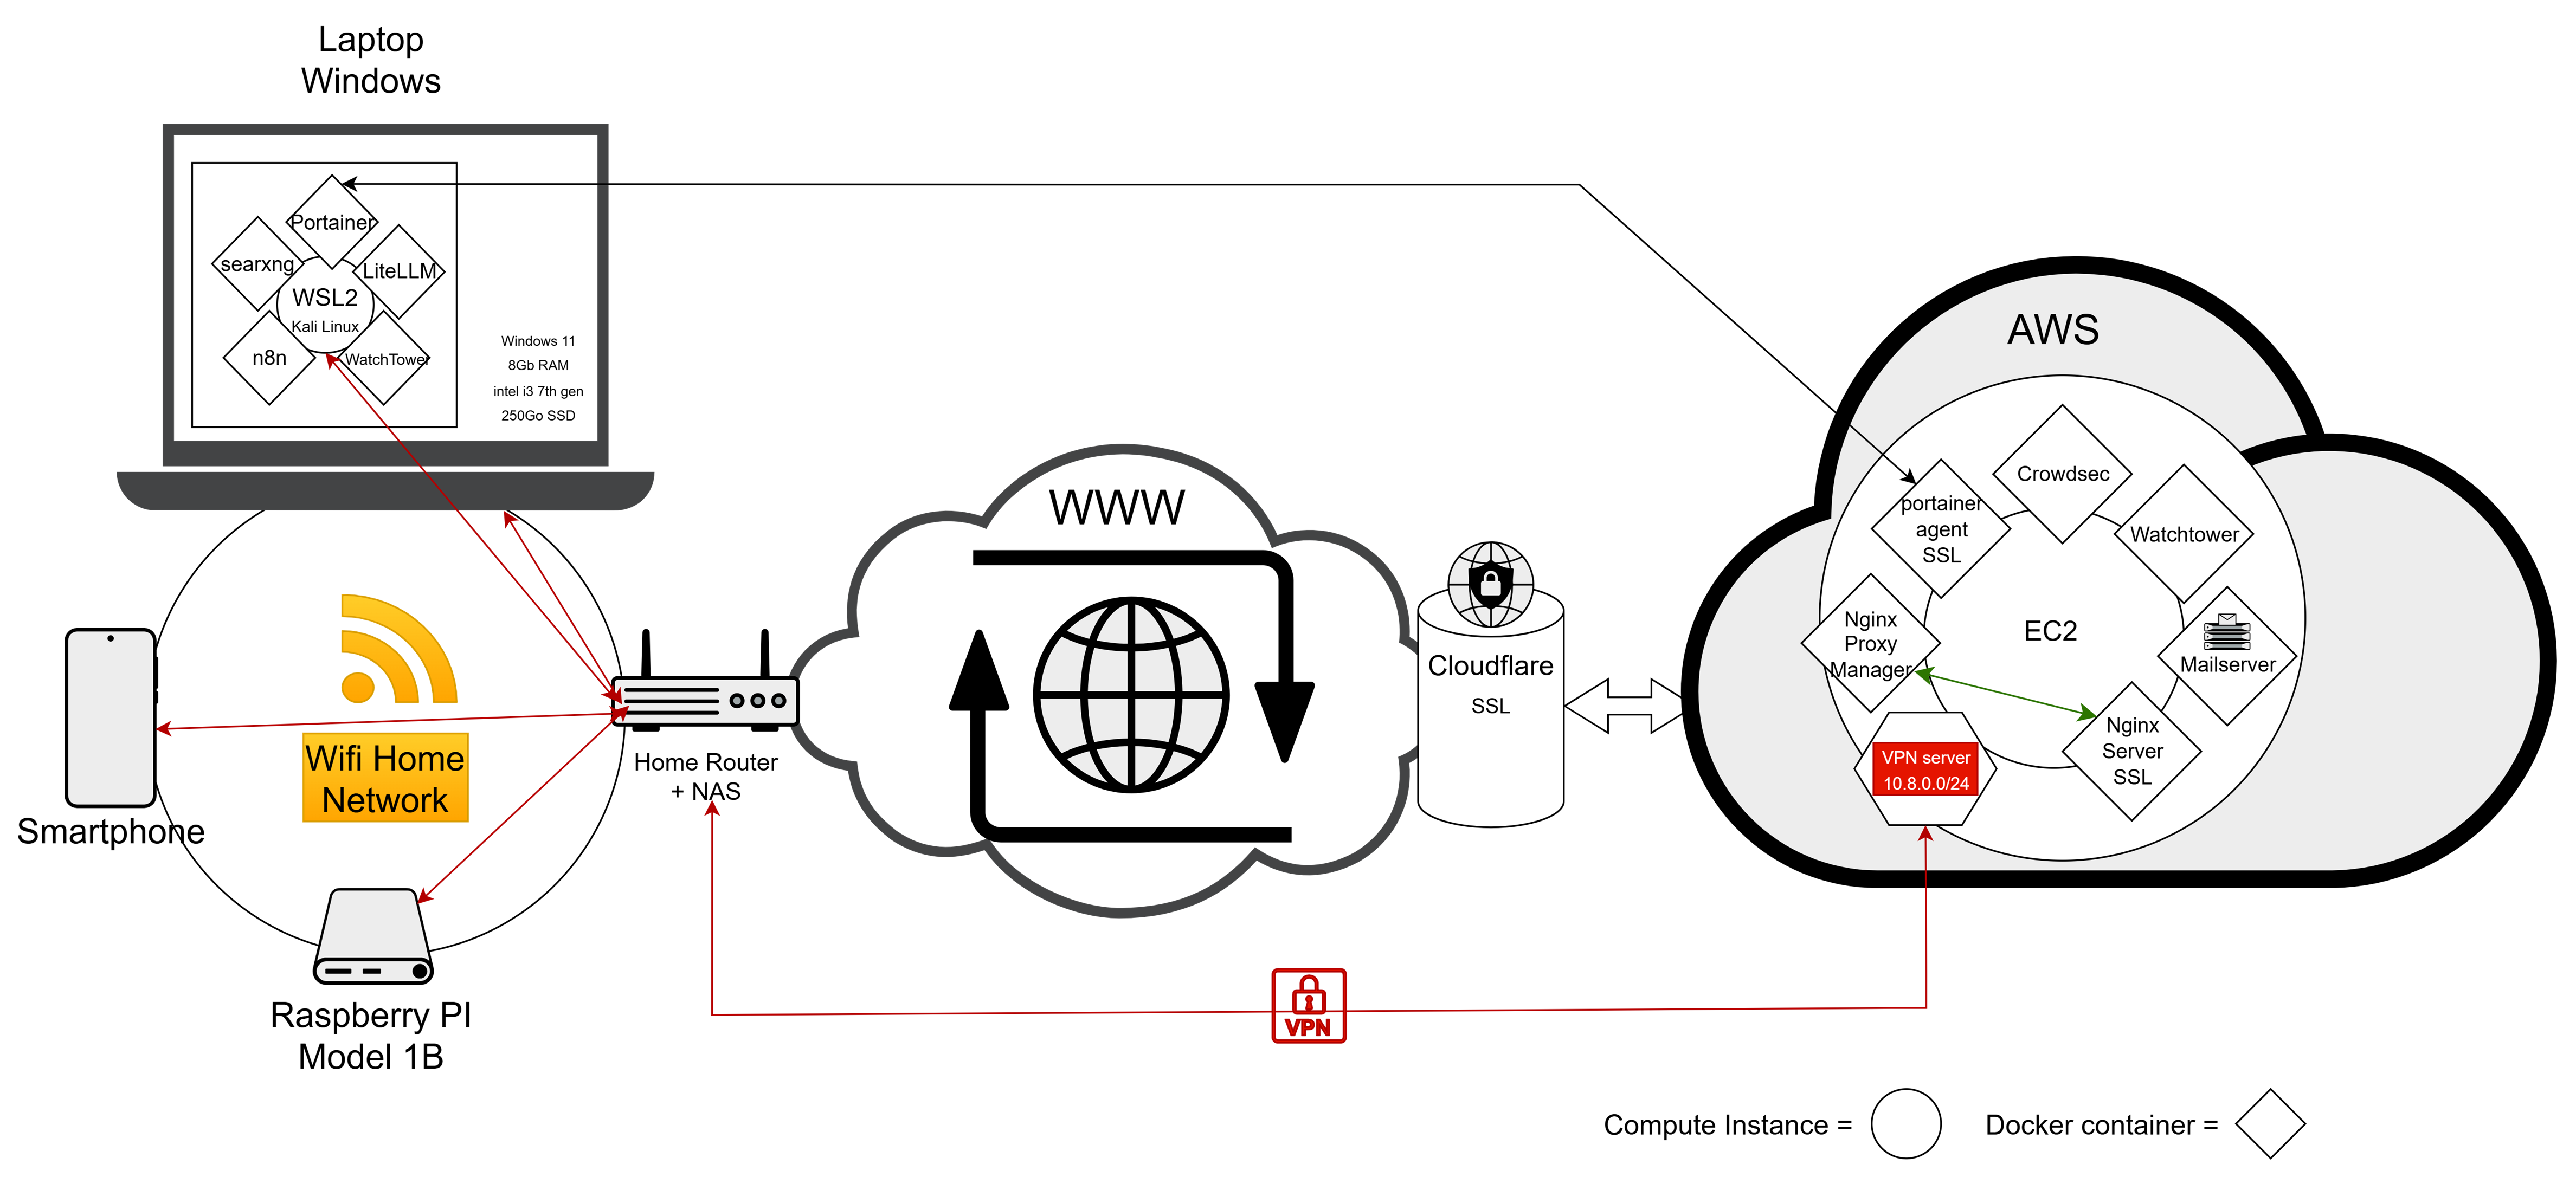 Laptop
Windows
Portainer
searxng
LiteLLM
WSL2
Kali Linux
n8n
WatchTower
Windows 11
8Gb RAM
intel i3 7th gen
250Go SSD
Wifi Home
Network
Smartphone
Raspberry PI
Model 1B
Home Router
+ NAS
WWW
Cloudflare
SSL
VPN
AWS
Crowdsec
portainer
agent
SSL
Watchtower
Nginx
Proxy
Manager
EC2
Mailserver
Nginx
Server
SSL
VPN server
10.8.0.0/24
Compute Instance =
Docker container =